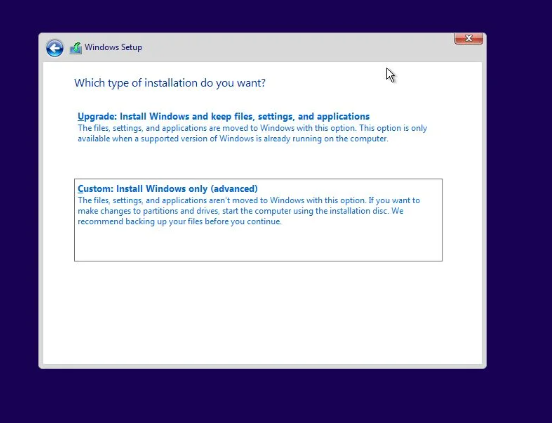 Windows Setup
Which type of installation do you want?
Upgrade: Install Windows and keep files, settings, and applications
The files, settings, and applications are moved to Windows with this option. This option is only
available when a supported version of Windows is already running on the computer.
Custom: Install Windows only (advanced)
The files, settings, and applications aren't moved to Windows with this option. If you want to
make changes to partitions and drives, start the computer using the installation disc. We
recommend backing up your files before you continue.